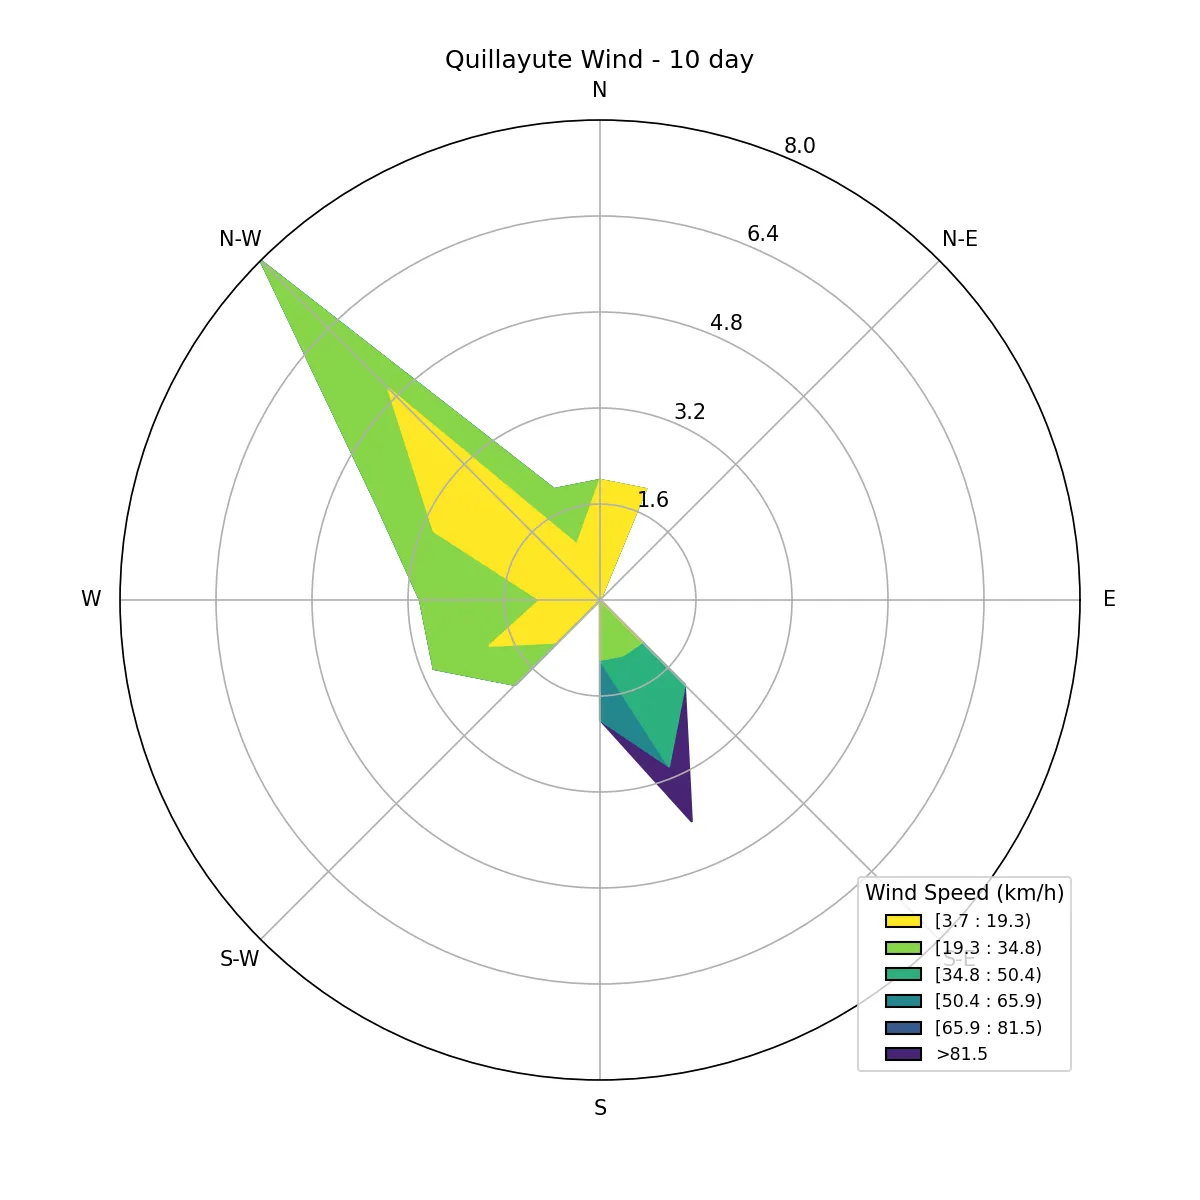 Quillayute Wind - 10 day
N
8.0
N-W
N-E
6.4
4.8
3.2
1.6
W
E
S-W
S-E
S
Wind Speed (km/h)
[3.7 : 19.3)
[19.3 : 34.8)
[34.8 : 50.4)
[50.4 : 65.9)
[65.9 : 81.5)
>81.5